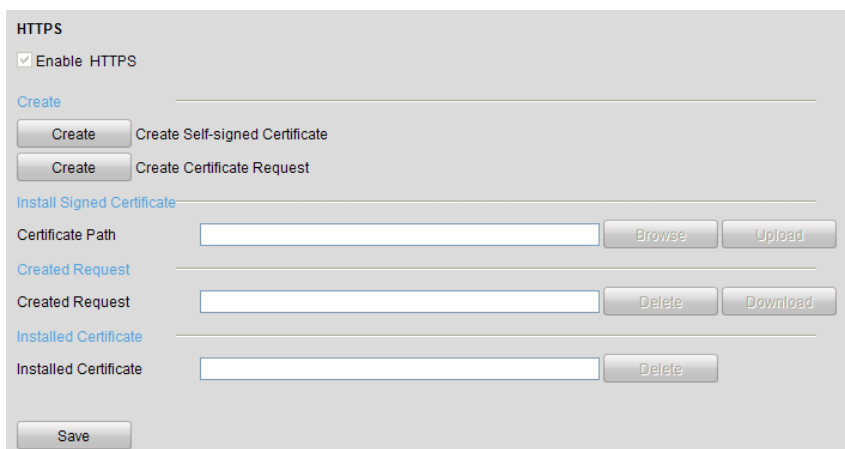 HTTPS
Enable HTTPS
Create
Create Create Self-signed Certificate
Create Create Certificate Request
Install Signed Certificate
Certificate Path Browse Upload
Created Request
Created Request Delete Download
Installed Certificate
Installed Certificate Delete
Save